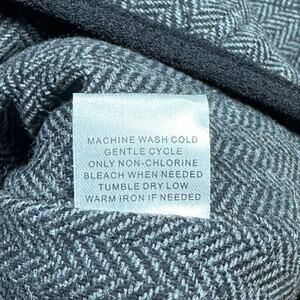 MACHINE WASH COLD
GENTLE CYCLE
ONLY NON-CHLORINE
BLEACH WHEN NEEDED
TUMBLE DRY LOW
WARM IRON IF NEEDED